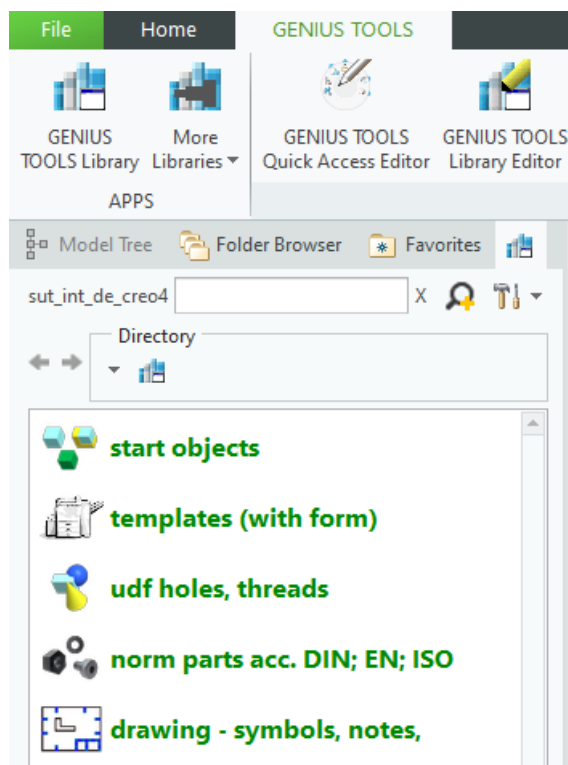 File Home GENIUS TOOLS
GENIUS More GENIUS TOOLS GENIUS TOOLS
TOOLS Library Libraries Quick Access Editor Library Editor
APPS
Model Tree Folder Browser Favorites
sut_int_de_creo4 X
Directory
start objects
templates (with form)
udf holes, threads
norm parts acc. DIN; EN; ISO
drawing - symbols, notes,